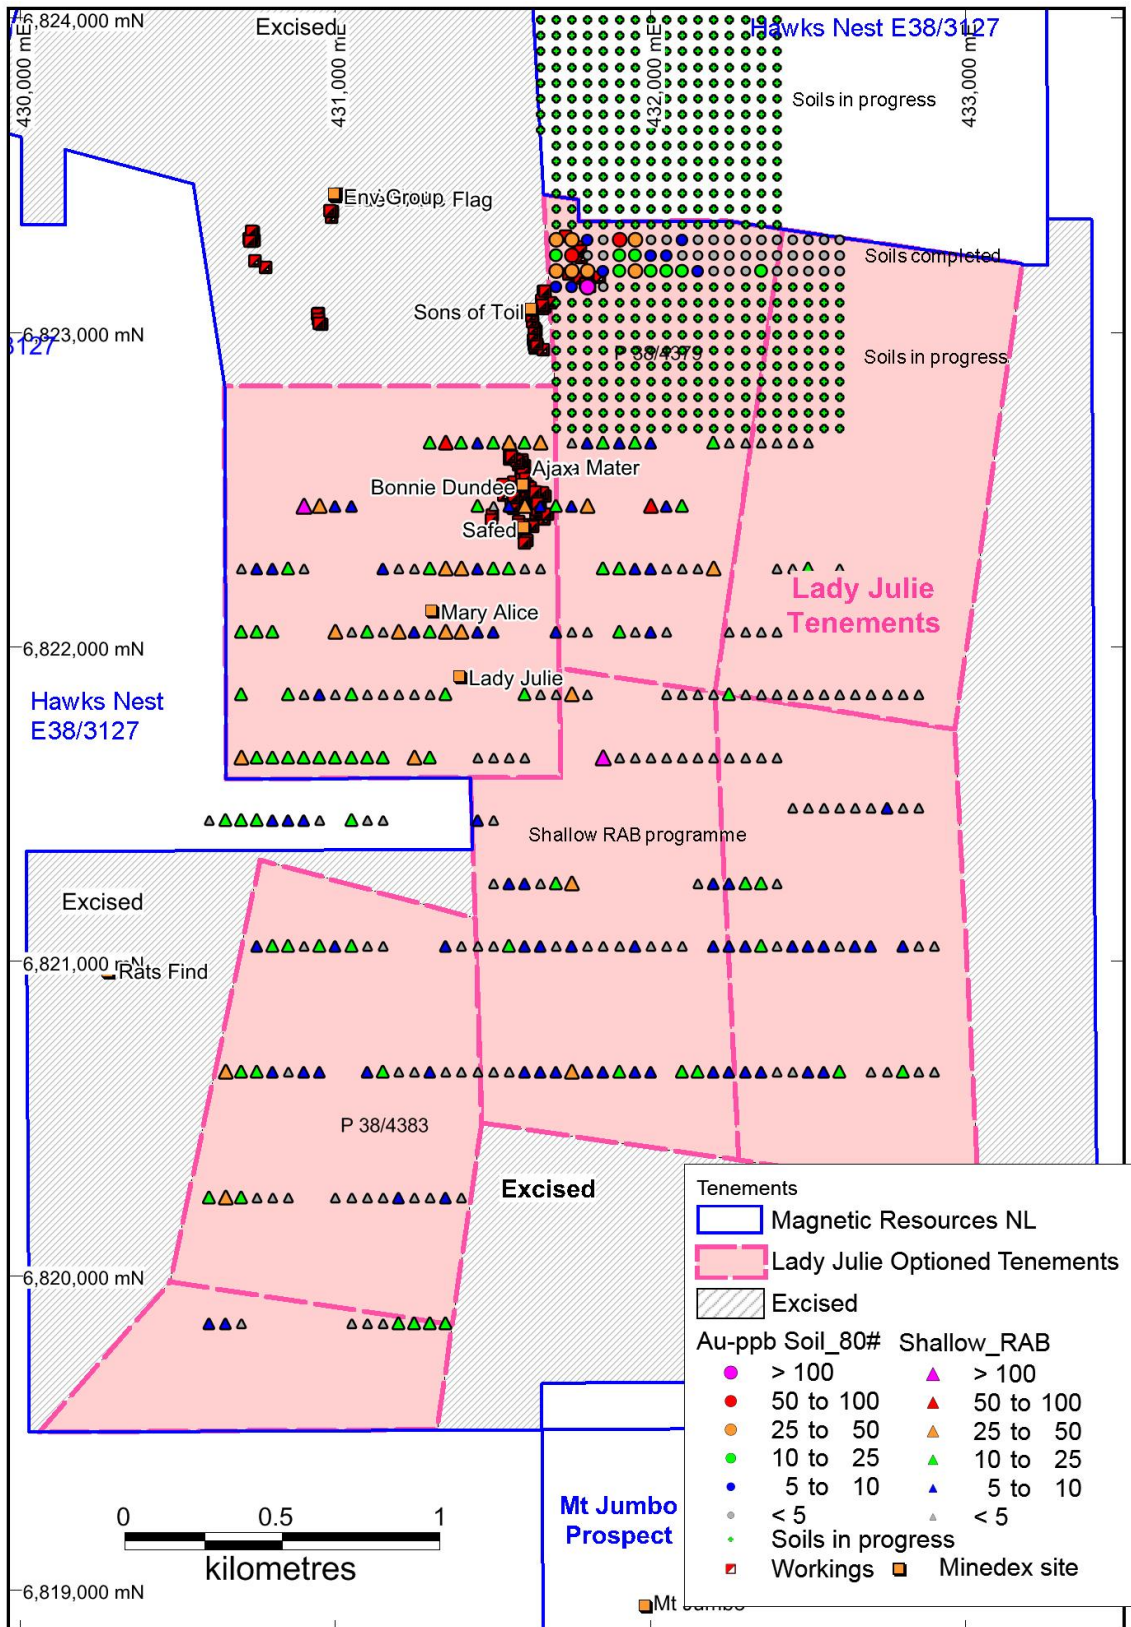 6,824,000 mN
430,000 mE
Excised
431,000 mE
432,000 mE
Hawks Nest E38/3127
433,000 mE
Soils in progress
Env Group
Flag
Soils completed
Sons of Toil
6,823,000 mN
3127
P 38/4379
Soils in progress
Ajax
Mater
Bonnie Dundee
Safed
Lady Julie
Tenements
Mary Alice
6,822,000 mN
Lady Julie
Hawks Nest
E38/3127
Shallow RAB programme
Excised
6,821,000 mN
Rats Find
P 38/4383
Excised
6,820,000 mN
Mt Jumbo
Prospect
0 0.5 1
kilometres
6,819,000 mN
Mt Jumbo
Tenements
Magnetic Resources NL
Lady Julie Optioned Tenements
Excised
Au-ppb Soil_80# Shallow_RAB
> 100 > 100
50 to 100 50 to 100
25 to 50 25 to 50
10 to 25 10 to 25
5 to 10 5 to 10
< 5 < 5
Soils in progress
Workings Minedex site